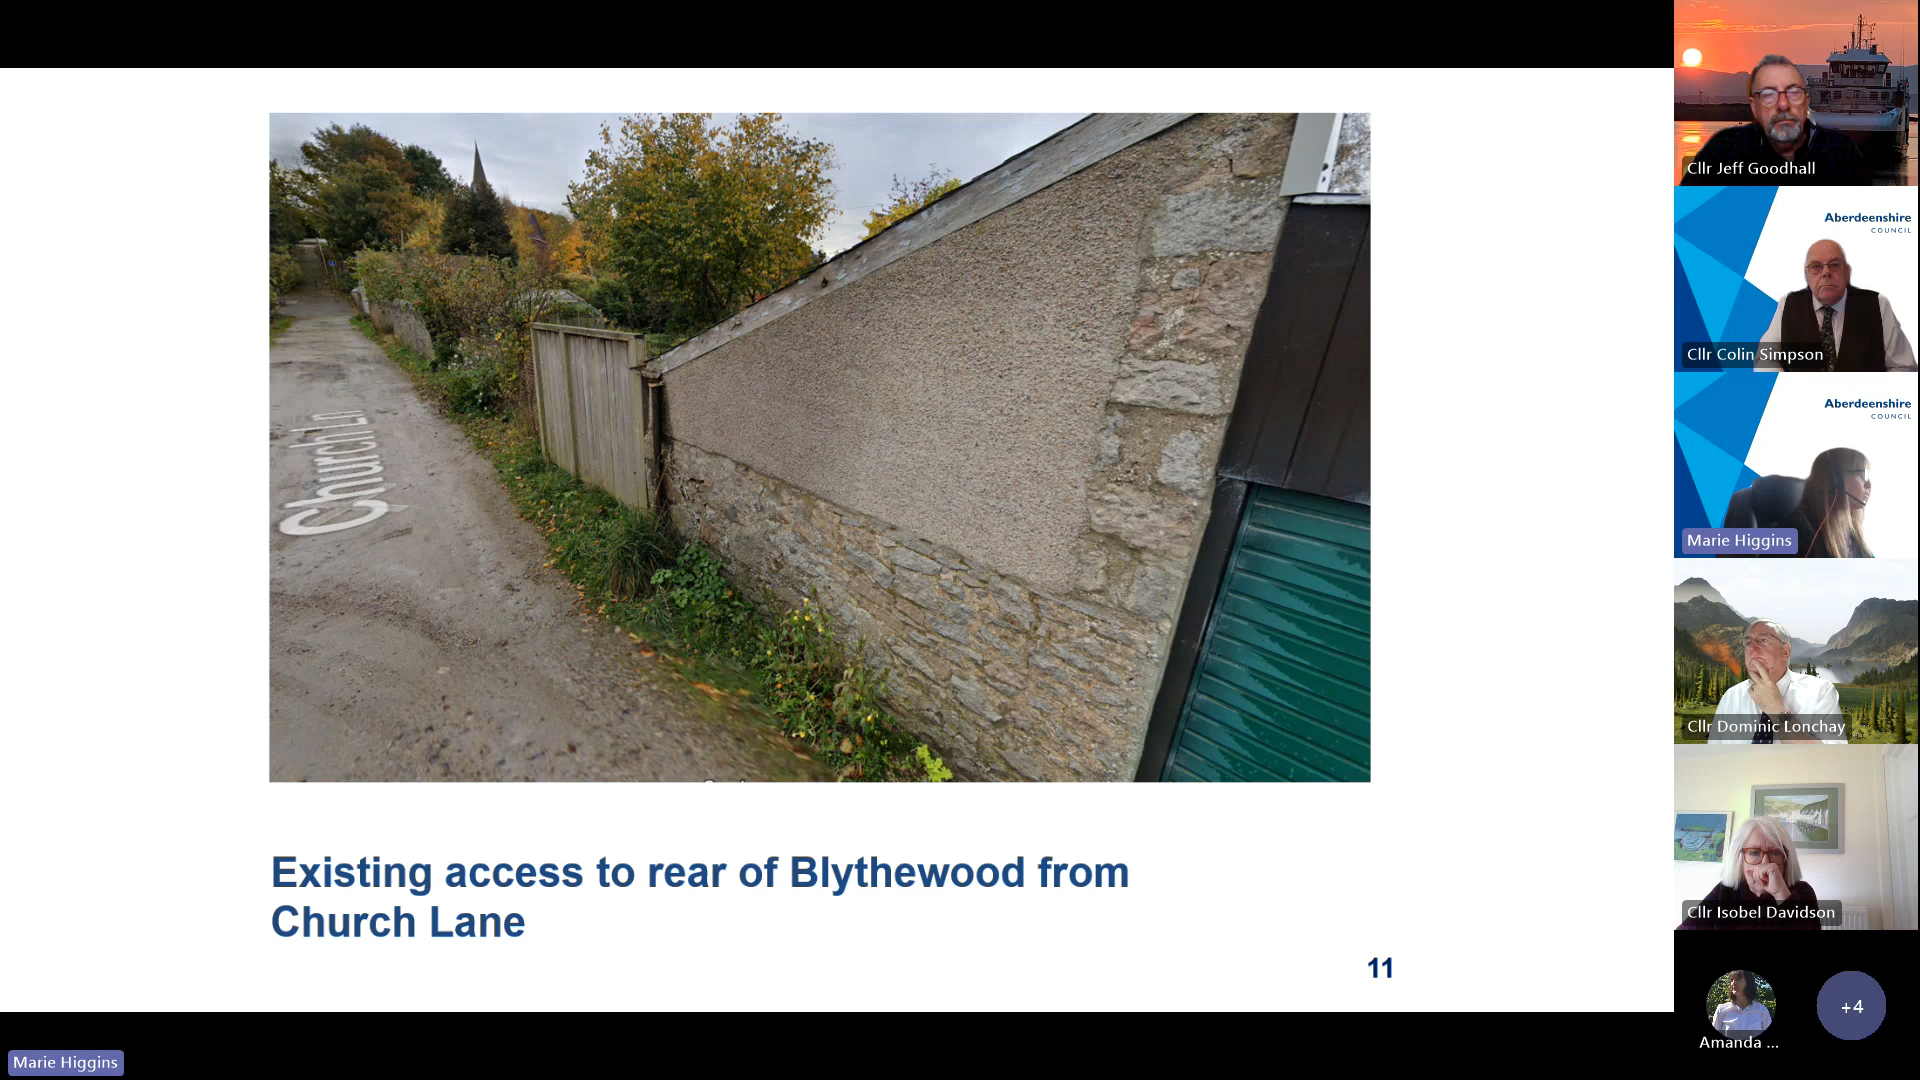 Church Ln
Existing access to rear of Blythewood from
Church Lane
11
Marie Higgins
Cllr Jeff Goodhall
Aberdeenshire
COUNCIL
Cllr Colin Simpson
Aberdeenshire
COUNCIL
Marie Higgins
Cllr Dominic Lonchay
Cllr Isobel Davidson
Amanda ...
+4